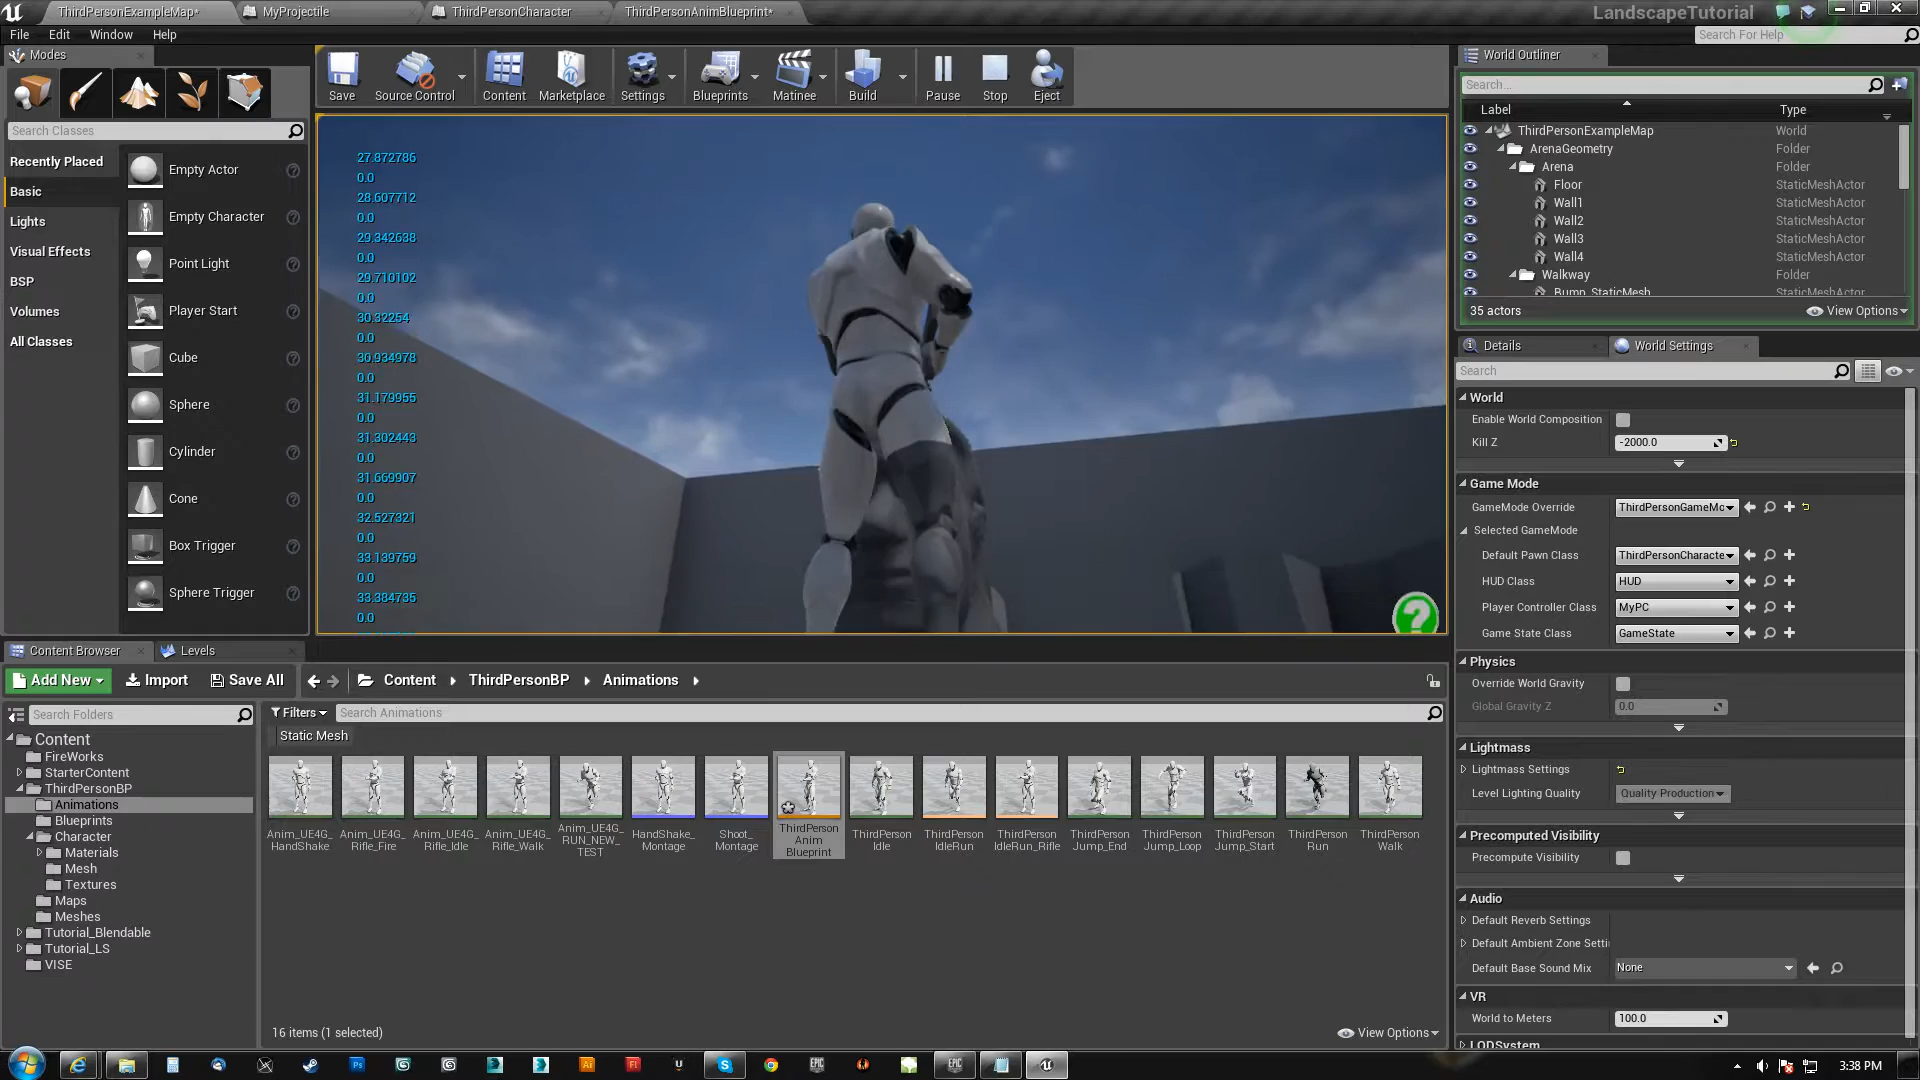 ThirdPersonExampleMap*
MyProjectile
ThirdPersonCharacter
ThirdPersonAnimBlueprint*
LandscapeTutorial
File Edit Window Help
Search For Help
Modes
Save
Source Control
Content
Marketplace
Settings
Blueprints
Matinee
Build
Pause
Stop
Eject
Search Classes
Recently Placed
Basic
Lights
Visual Effects
BSP
Volumes
All Classes
Empty Actor
Empty Character
Point Light
Player Start
Cube
Sphere
Cylinder
Cone
Box Trigger
Sphere Trigger
27.872786
0.0
28.607712
0.0
29.342638
0.0
29.710102
0.0
30.32254
0.0
30.934978
0.0
31.179955
0.0
31.302443
0.0
31.669907
0.0
32.527321
0.0
33.139759
0.0
33.384735
0.0
World Outliner
Search...
Label Type
ThirdPersonExampleMap World
ArenaGeometry Folder
Arena Folder
Floor StaticMeshActor
Wall1 StaticMeshActor
Wall2 StaticMeshActor
Wall3 StaticMeshActor
Wall4 StaticMeshActor
Walkway Folder
Bump_StaticMesh StaticMeshActor
35 actors
View Options
Details
World Settings
Search
World
Enable World Composition
Kill Z -2000.0
Game Mode
GameMode Override ThirdPersonGameMo
Selected GameMode
Default Pawn Class ThirdPersonCharacte
HUD Class HUD
Player Controller Class MyPC
Game State Class GameState
Physics
Override World Gravity
Global Gravity Z 0.0
Lightmass
Lightmass Settings
Level Lighting Quality Quality Production
Precomputed Visibility
Precompute Visibility
Audio
Default Reverb Settings
Default Ambient Zone Setti
Default Base Sound Mix None
VR
World to Meters 100.0
LODSystem
Content Browser
Levels
Add New
Import
Save All
Content
ThirdPersonBP
Animations
Search Folders
Filters
Search Animations
Static Mesh
Content
FireWorks
StarterContent
ThirdPersonBP
Animations
Blueprints
Character
Materials
Mesh
Textures
Maps
Meshes
Tutorial_Blendable
Tutorial_LS
VISE
Anim_UE4G_
HandShake
Anim_UE4G_
Rifle_Fire
Anim_UE4G_
Rifle_Idle
Anim_UE4G_
Rifle_Walk
Anim_UE4G_
RUN_NEW_
TEST
HandShake_
Montage
Shoot_
Montage
ThirdPerson
Anim
Blueprint
ThirdPerson
Idle
ThirdPerson
IdleRun
ThirdPerson
IdleRun_Rifle
ThirdPerson
Jump_End
ThirdPerson
Jump_Loop
ThirdPerson
Jump_Start
ThirdPerson
Run
ThirdPerson
Walk
16 items (1 selected)
View Options
3:38 PM